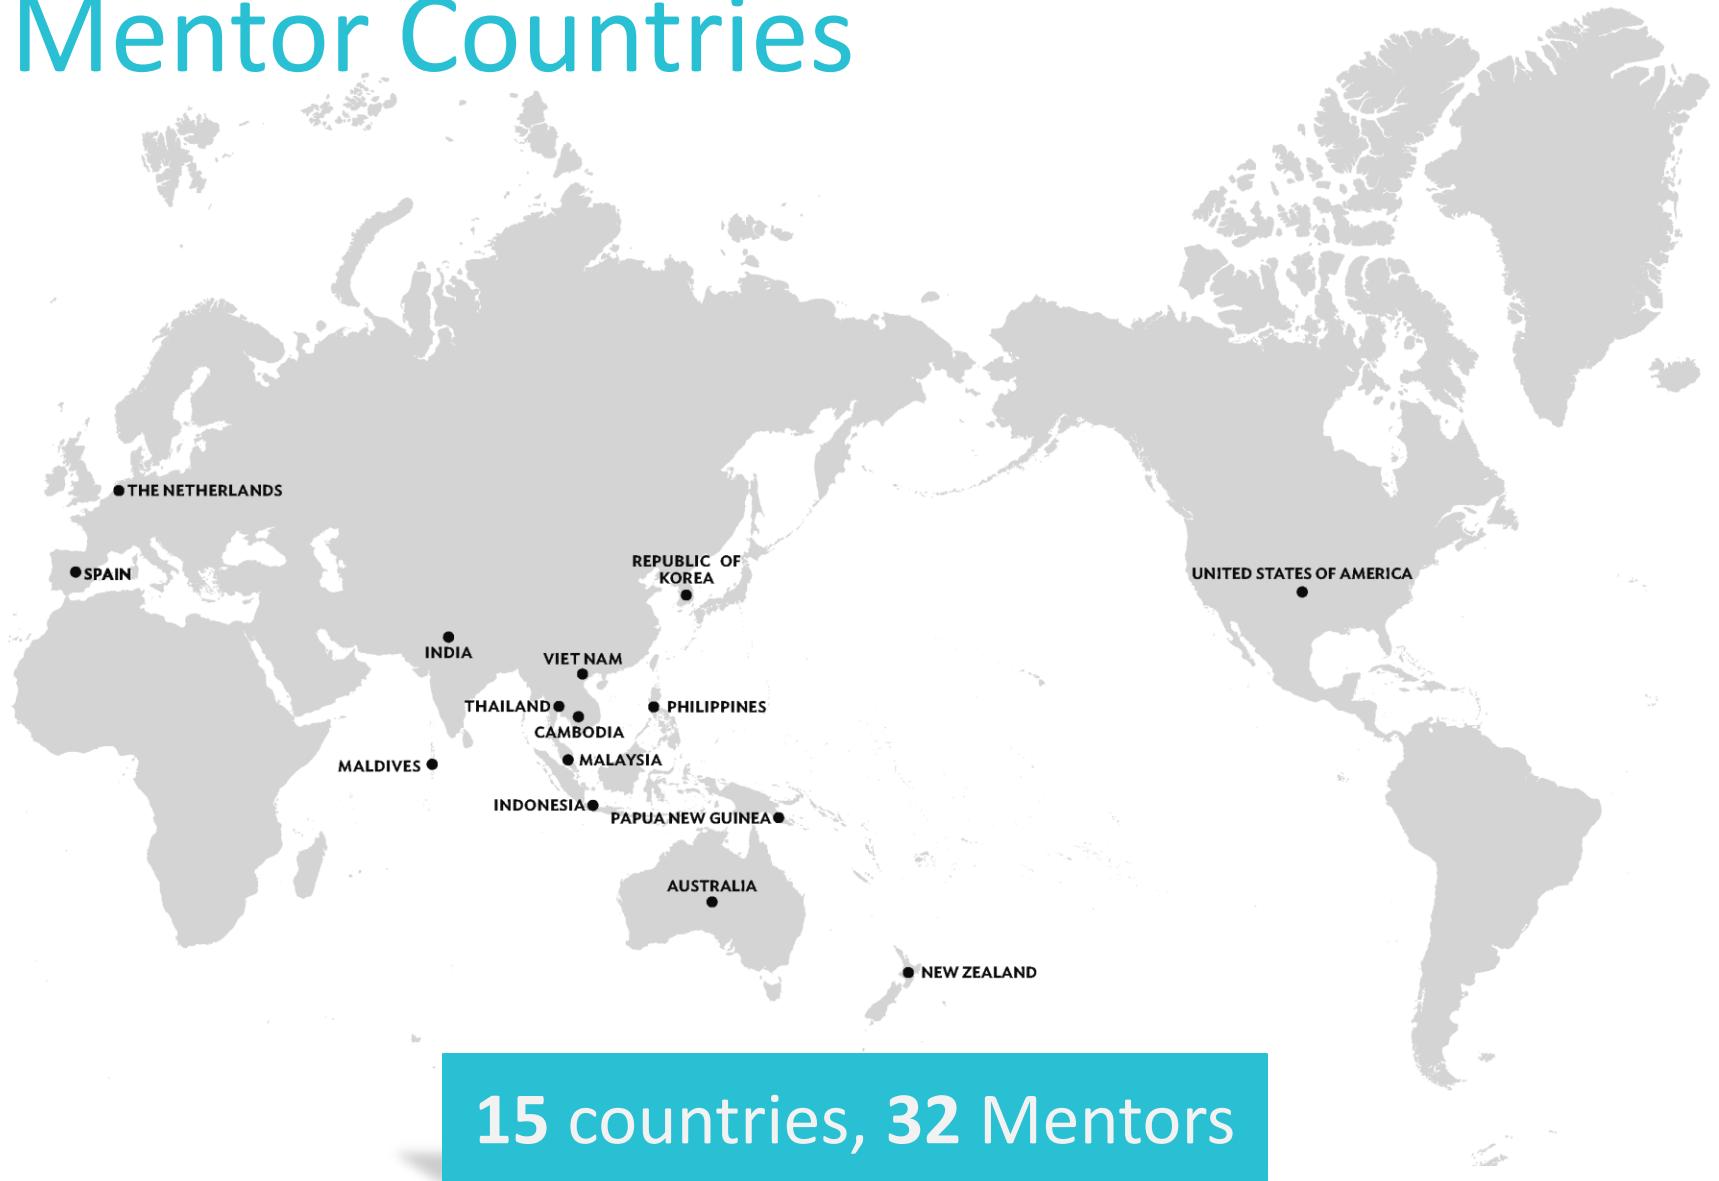 Mentor Countries
THE NETHERLANDS
REPUBLIC OF
KOREA
SPAIN
UNITED STATES OF AMERICA
INDIA
VIET NAM
THAILAND
PHILIPPINES
CAMBODIA
MALDIVES
MALAYSIA
INDONESIA
PAPUA NEW GUINEA
AUSTRALIA
NEW ZEALAND
15 countries, 32 Mentors